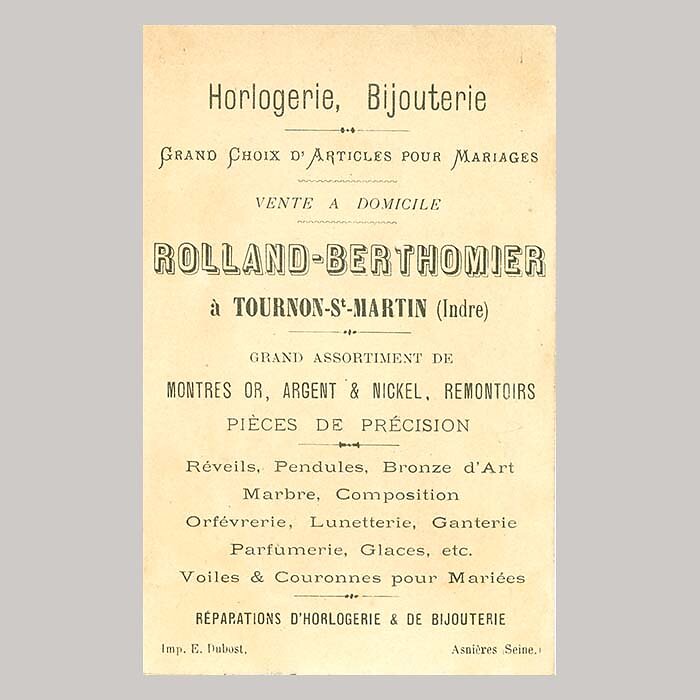 Horlogerie, Bijouterie
GRAND CHOIX D'ARTICLES POUR MARIAGES
VENTE A DOMICILE
ROLLAND-BERTHOMIER
à TOURNON-St-MARTIN (Indre)
GRAND ASSORTIMENT DE
MONTRES OR, ARGENT & NICKEL, REMONTOIRS
PIÈCES DE PRÉCISION
Réveils, Pendules, Bronze d'Art
Marbre, Composition
Orfévrerie, Lunetterie, Ganterie
Parfumerie, Glaces, etc.
Voiles & Couronnes pour Mariées
RÉPARATIONS D'HORLOGERIE & DE BIJOUTERIE
Imp. E. Dubost, Asnières (Seine.)